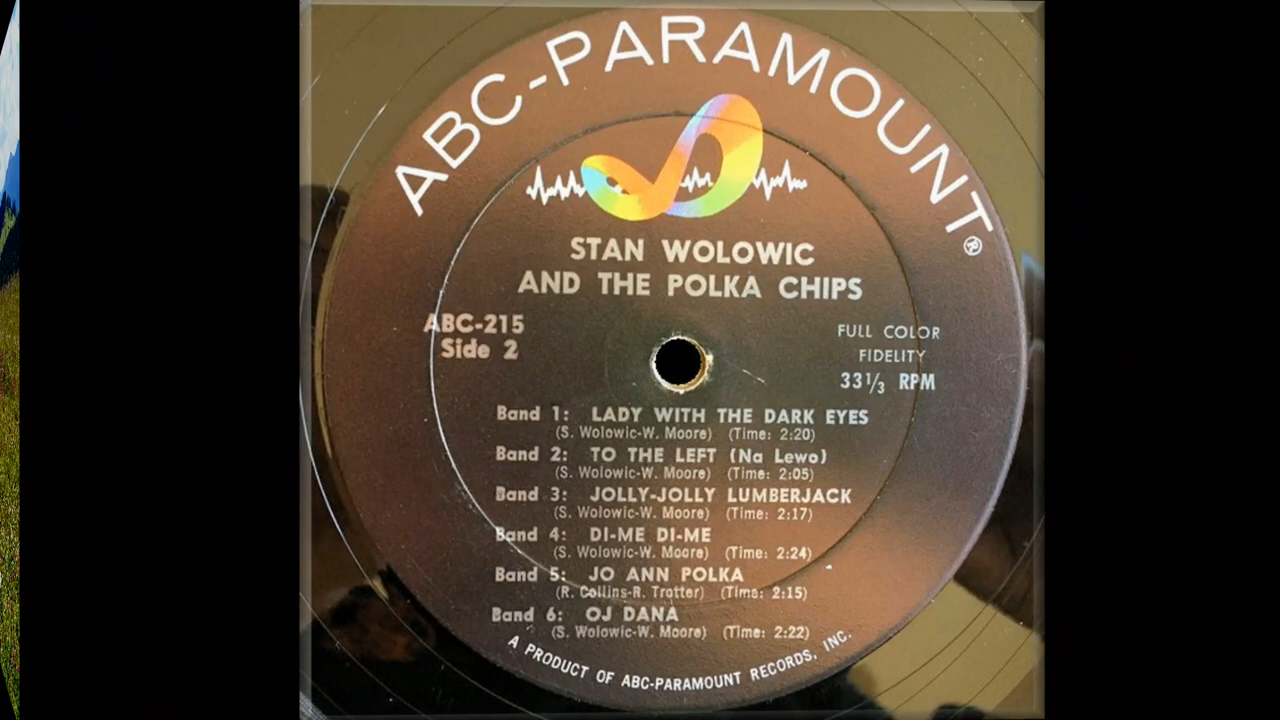 ABC-PARAMOUNT®
STAN WOLOWIC
AND THE POLKA CHIPS
ABC-215
Side 2
FULL COLOR
FIDELITY
33 1/3 RPM
Band 1: LADY WITH THE DARK EYES
(S. Wolowic-W. Moore) (Time: 2:20)
Band 2: TO THE LEFT (Na Lewo)
(S. Wolowic-W. Moore) (Time: 2:05)
Band 3: JOLLY-JOLLY LUMBERJACK
(S. Wolowic-W. Moore) (Time: 2:17)
Band 4: DI-ME DI-ME
(S. Wolowic-W. Moore) (Time: 2:24)
Band 5: JO ANN POLKA
(R. Collins-R. Trotter) (Time: 2:15)
Band 6: OJ DANA
(S. Wolowic-W. Moore) (Time: 2:22)
A PRODUCT OF ABC-PARAMOUNT RECORDS, INC.